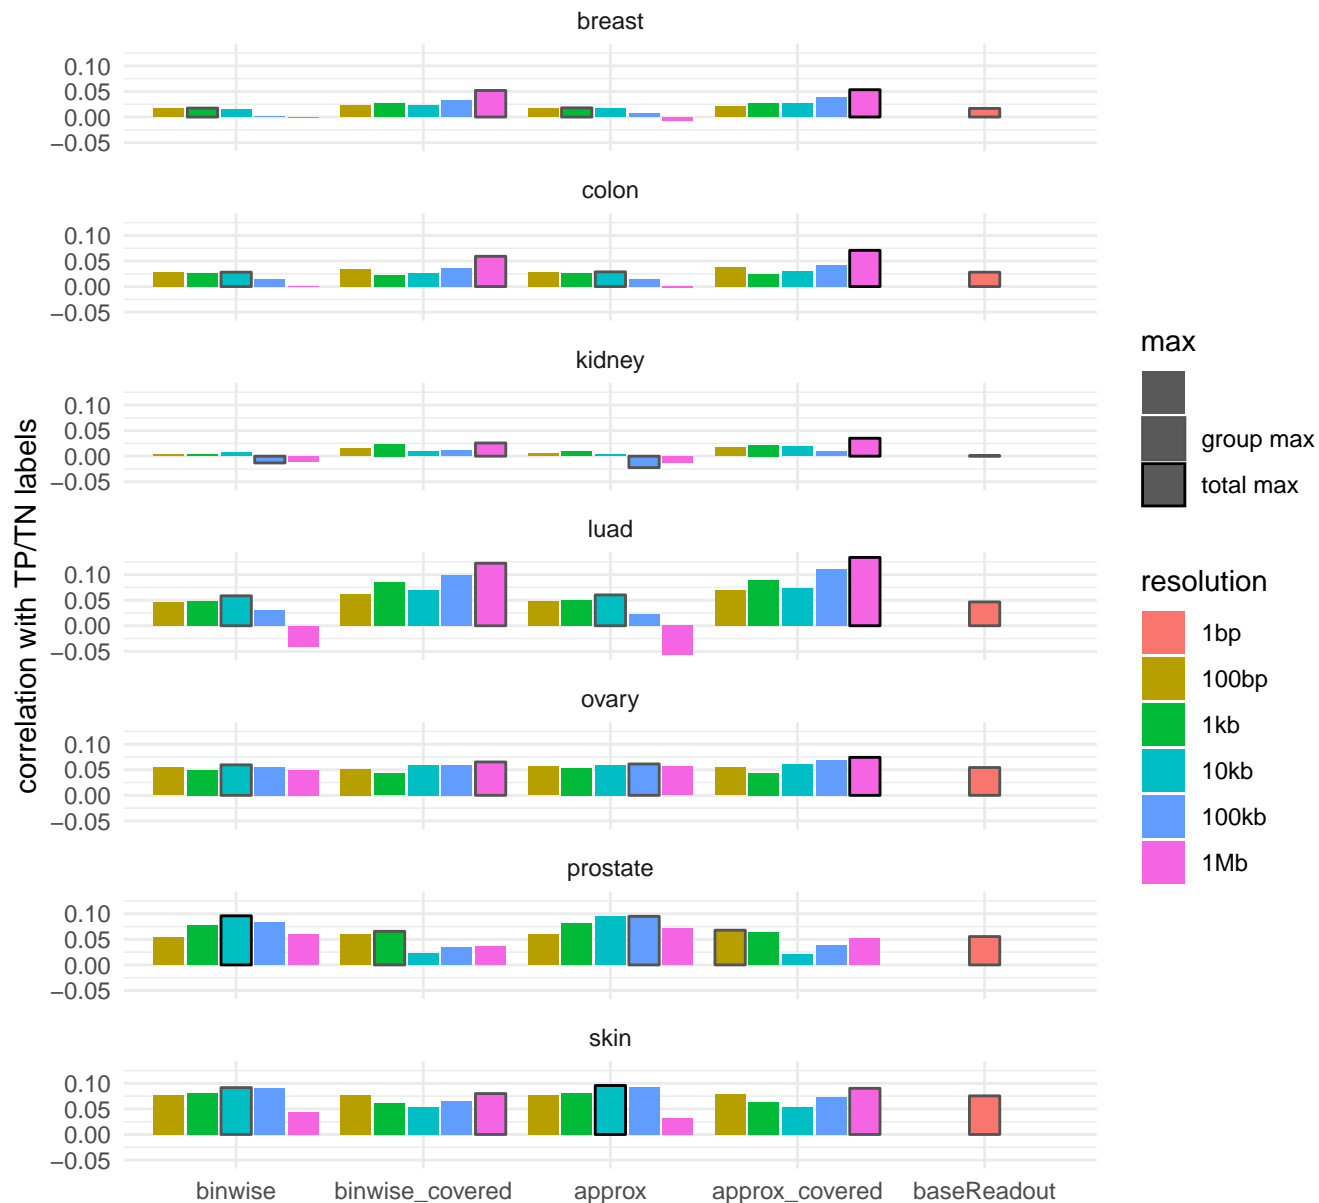 breast
0.10
0.05
0.00
−0.05
colon
0.10
0.05
0.00
−0.05
kidney
0.10
0.05
0.00
−0.05
luad
0.10
0.05
0.00
−0.05
ovary
0.10
0.05
0.00
−0.05
prostate
0.10
0.05
0.00
−0.05
skin
0.10
0.05
0.00
−0.05
binwise binwise_covered approx approx_covered baseReadout
correlation with TP/TN labels
max
group max
total max
resolution
1bp
100bp
1kb
10kb
100kb
1Mb